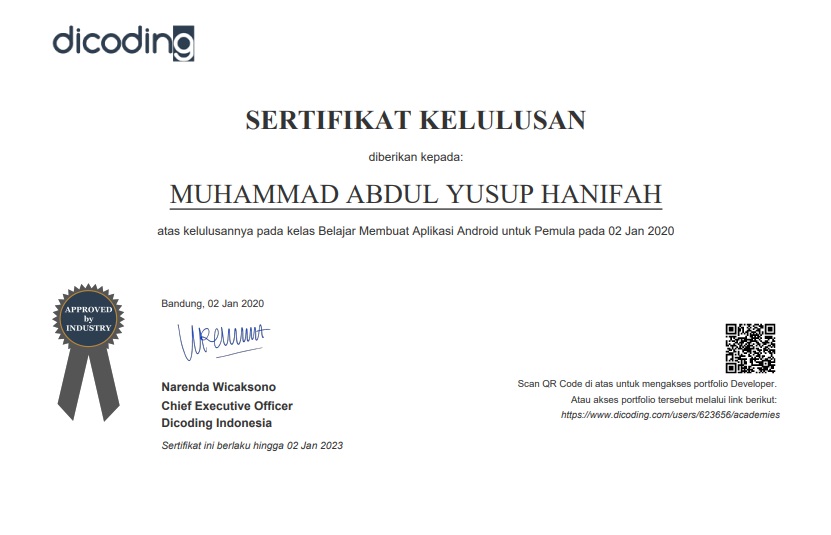 dicoding
SERTIFIKAT KELULUSAN
diberikan kepada:
MUHAMMAD ABDUL YUSUP HANIFAH
atas kelulusannya pada kelas Belajar Membuat Aplikasi Android untuk Pemula pada 02 Jan 2020
APPROVED
by
INDUSTRY
Bandung, 02 Jan 2020
Narenda Wicaksono
Chief Executive Officer
Dicoding Indonesia
Sertifikat ini berlaku hingga 02 Jan 2023
Scan QR Code di atas untuk mengakses portfolio Developer.
Atau akses portfolio tersebut melalui link berikut:
https://www.dicoding.com/users/623656/academies